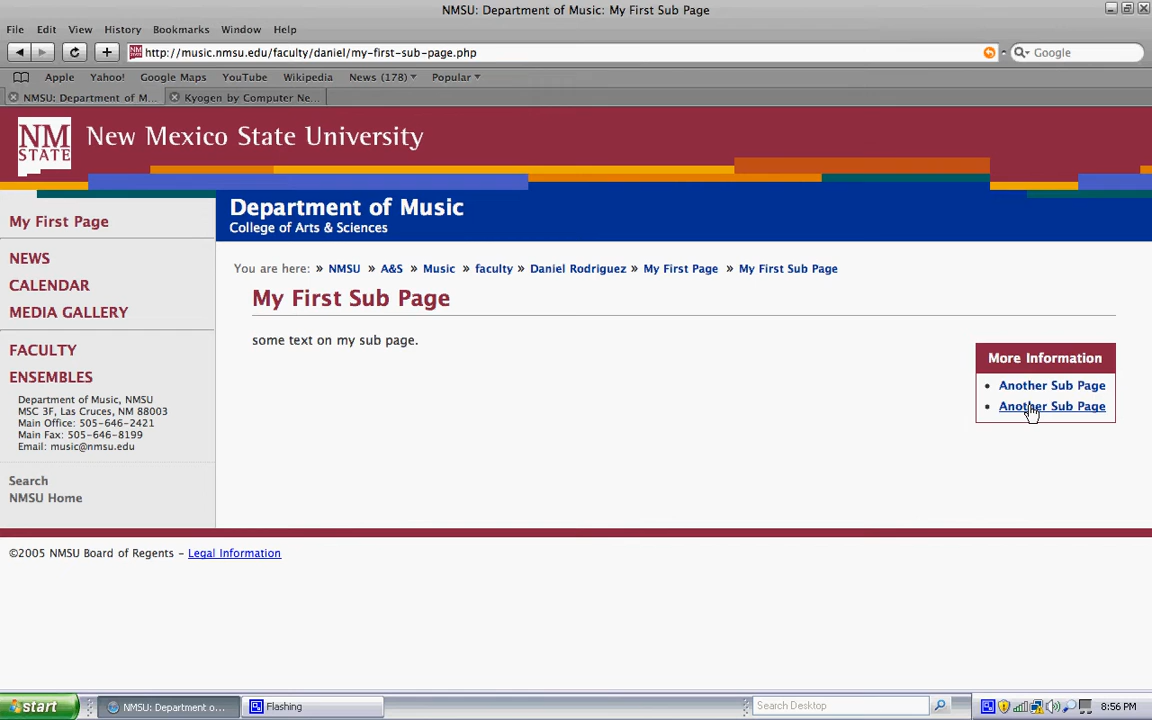 NMSU: Department of Music: My First Sub Page
File Edit View History Bookmarks Window Help
http://music.nmsu.edu/faculty/daniel/my-first-sub-page.php
Google
Apple Yahoo! Google Maps YouTube Wikipedia News (178) Popular
NMSU: Department of M...
Kyogen by Computer Ne...
NM
STATE
New Mexico State University
My First Page
Department of Music
College of Arts & Sciences
NEWS
CALENDAR
MEDIA GALLERY
FACULTY
ENSEMBLES
Department of Music, NMSU
MSC 3F, Las Cruces, NM 88003
Main Office: 505-646-2421
Main Fax: 505-646-8199
Email: music@nmsu.edu
Search
NMSU Home
You are here: » NMSU » A&S » Music » faculty » Daniel Rodriguez » My First Page » My First Sub Page
My First Sub Page
some text on my sub page.
More Information
• Another Sub Page
• Another Sub Page
©2005 NMSU Board of Regents – Legal Information
start
NMSU: Department o...
Flashing
Search Desktop
8:56 PM